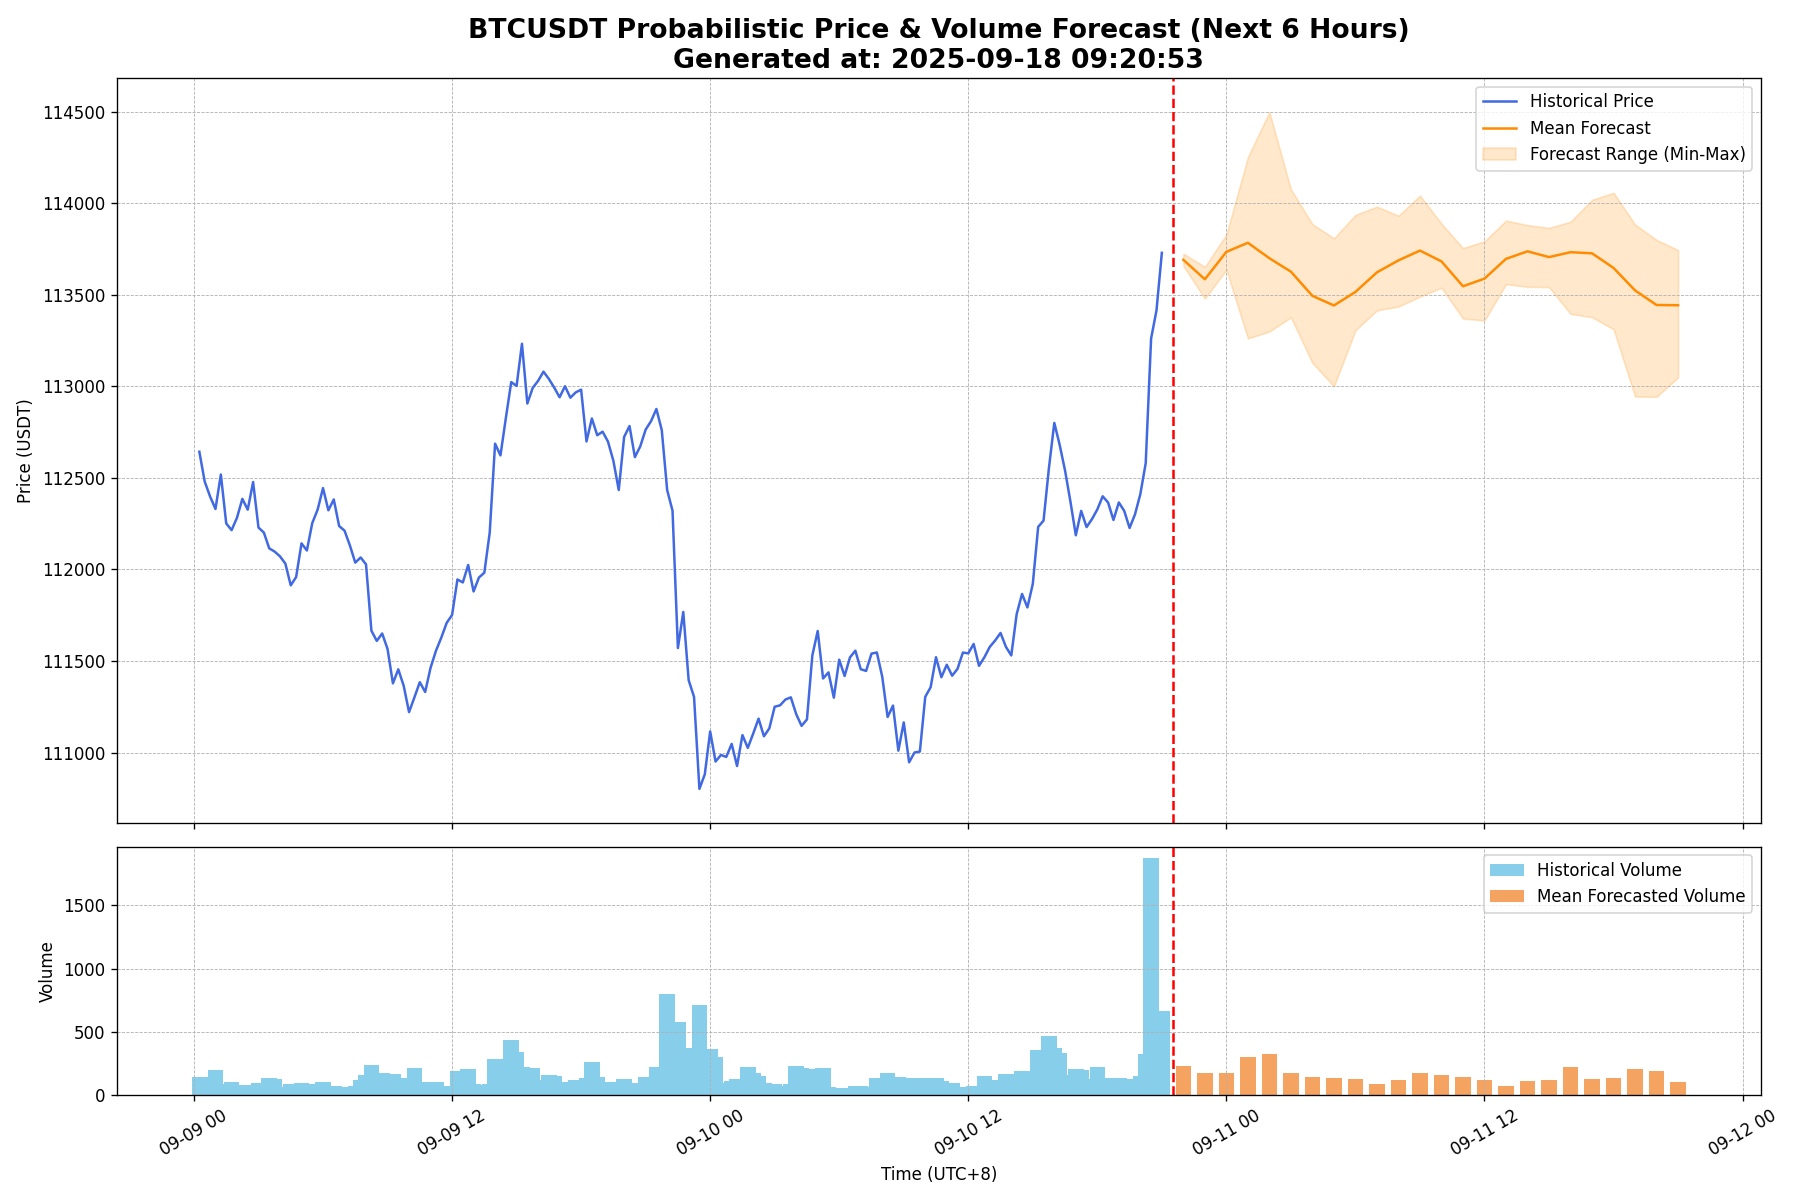 BTCUSDT Probabilistic Price & Volume Forecast (Next 6 Hours)
Generated at: 2025-09-18 09:20:53
Price (USDT)
114500
114000
113500
113000
112500
112000
111500
111000
Historical Price
Mean Forecast
Forecast Range (Min-Max)
Volume
1500
1000
500
0
Historical Volume
Mean Forecasted Volume
09-09 00
09-09 12
09-10 00
09-10 12
09-11 00
09-11 12
09-12 00
Time (UTC+8)